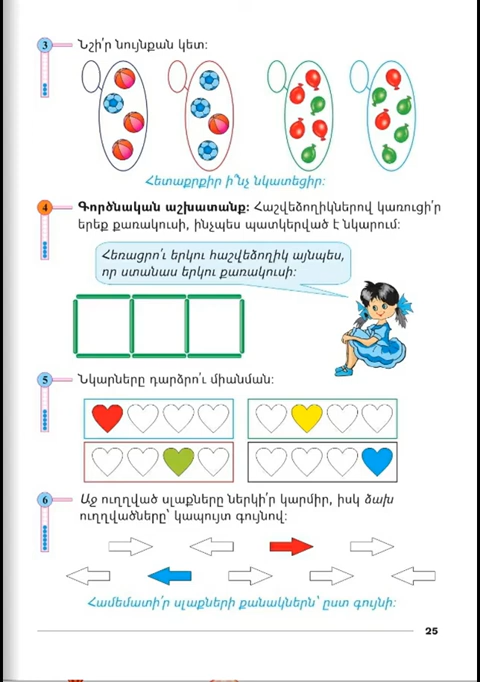 3 Նշի՛ր նույնքան կետ։
Հետաքրքիր ի՞նչ նկատեցիր։
4 Գործնական աշխատանք։ Հաշվեձողիկներով կառուցի՛ր
երեք քառակուսի, ինչպես պատկերված է նկարում։
Հեռացրո՛ւ երկու հաշվեձողիկ այնպես,
որ ստանաս երկու քառակուսի։
5 Նկարները դարձրո՛ւ միանման։
6 Աջ ուղղված սլաքները ներկի՛ր կարմիր, իսկ ձախ
ուղղվածները՝ կապույտ գույնով։
Համեմատի՛ր սլաքների քանակներն՝ ըստ գույնի։
25